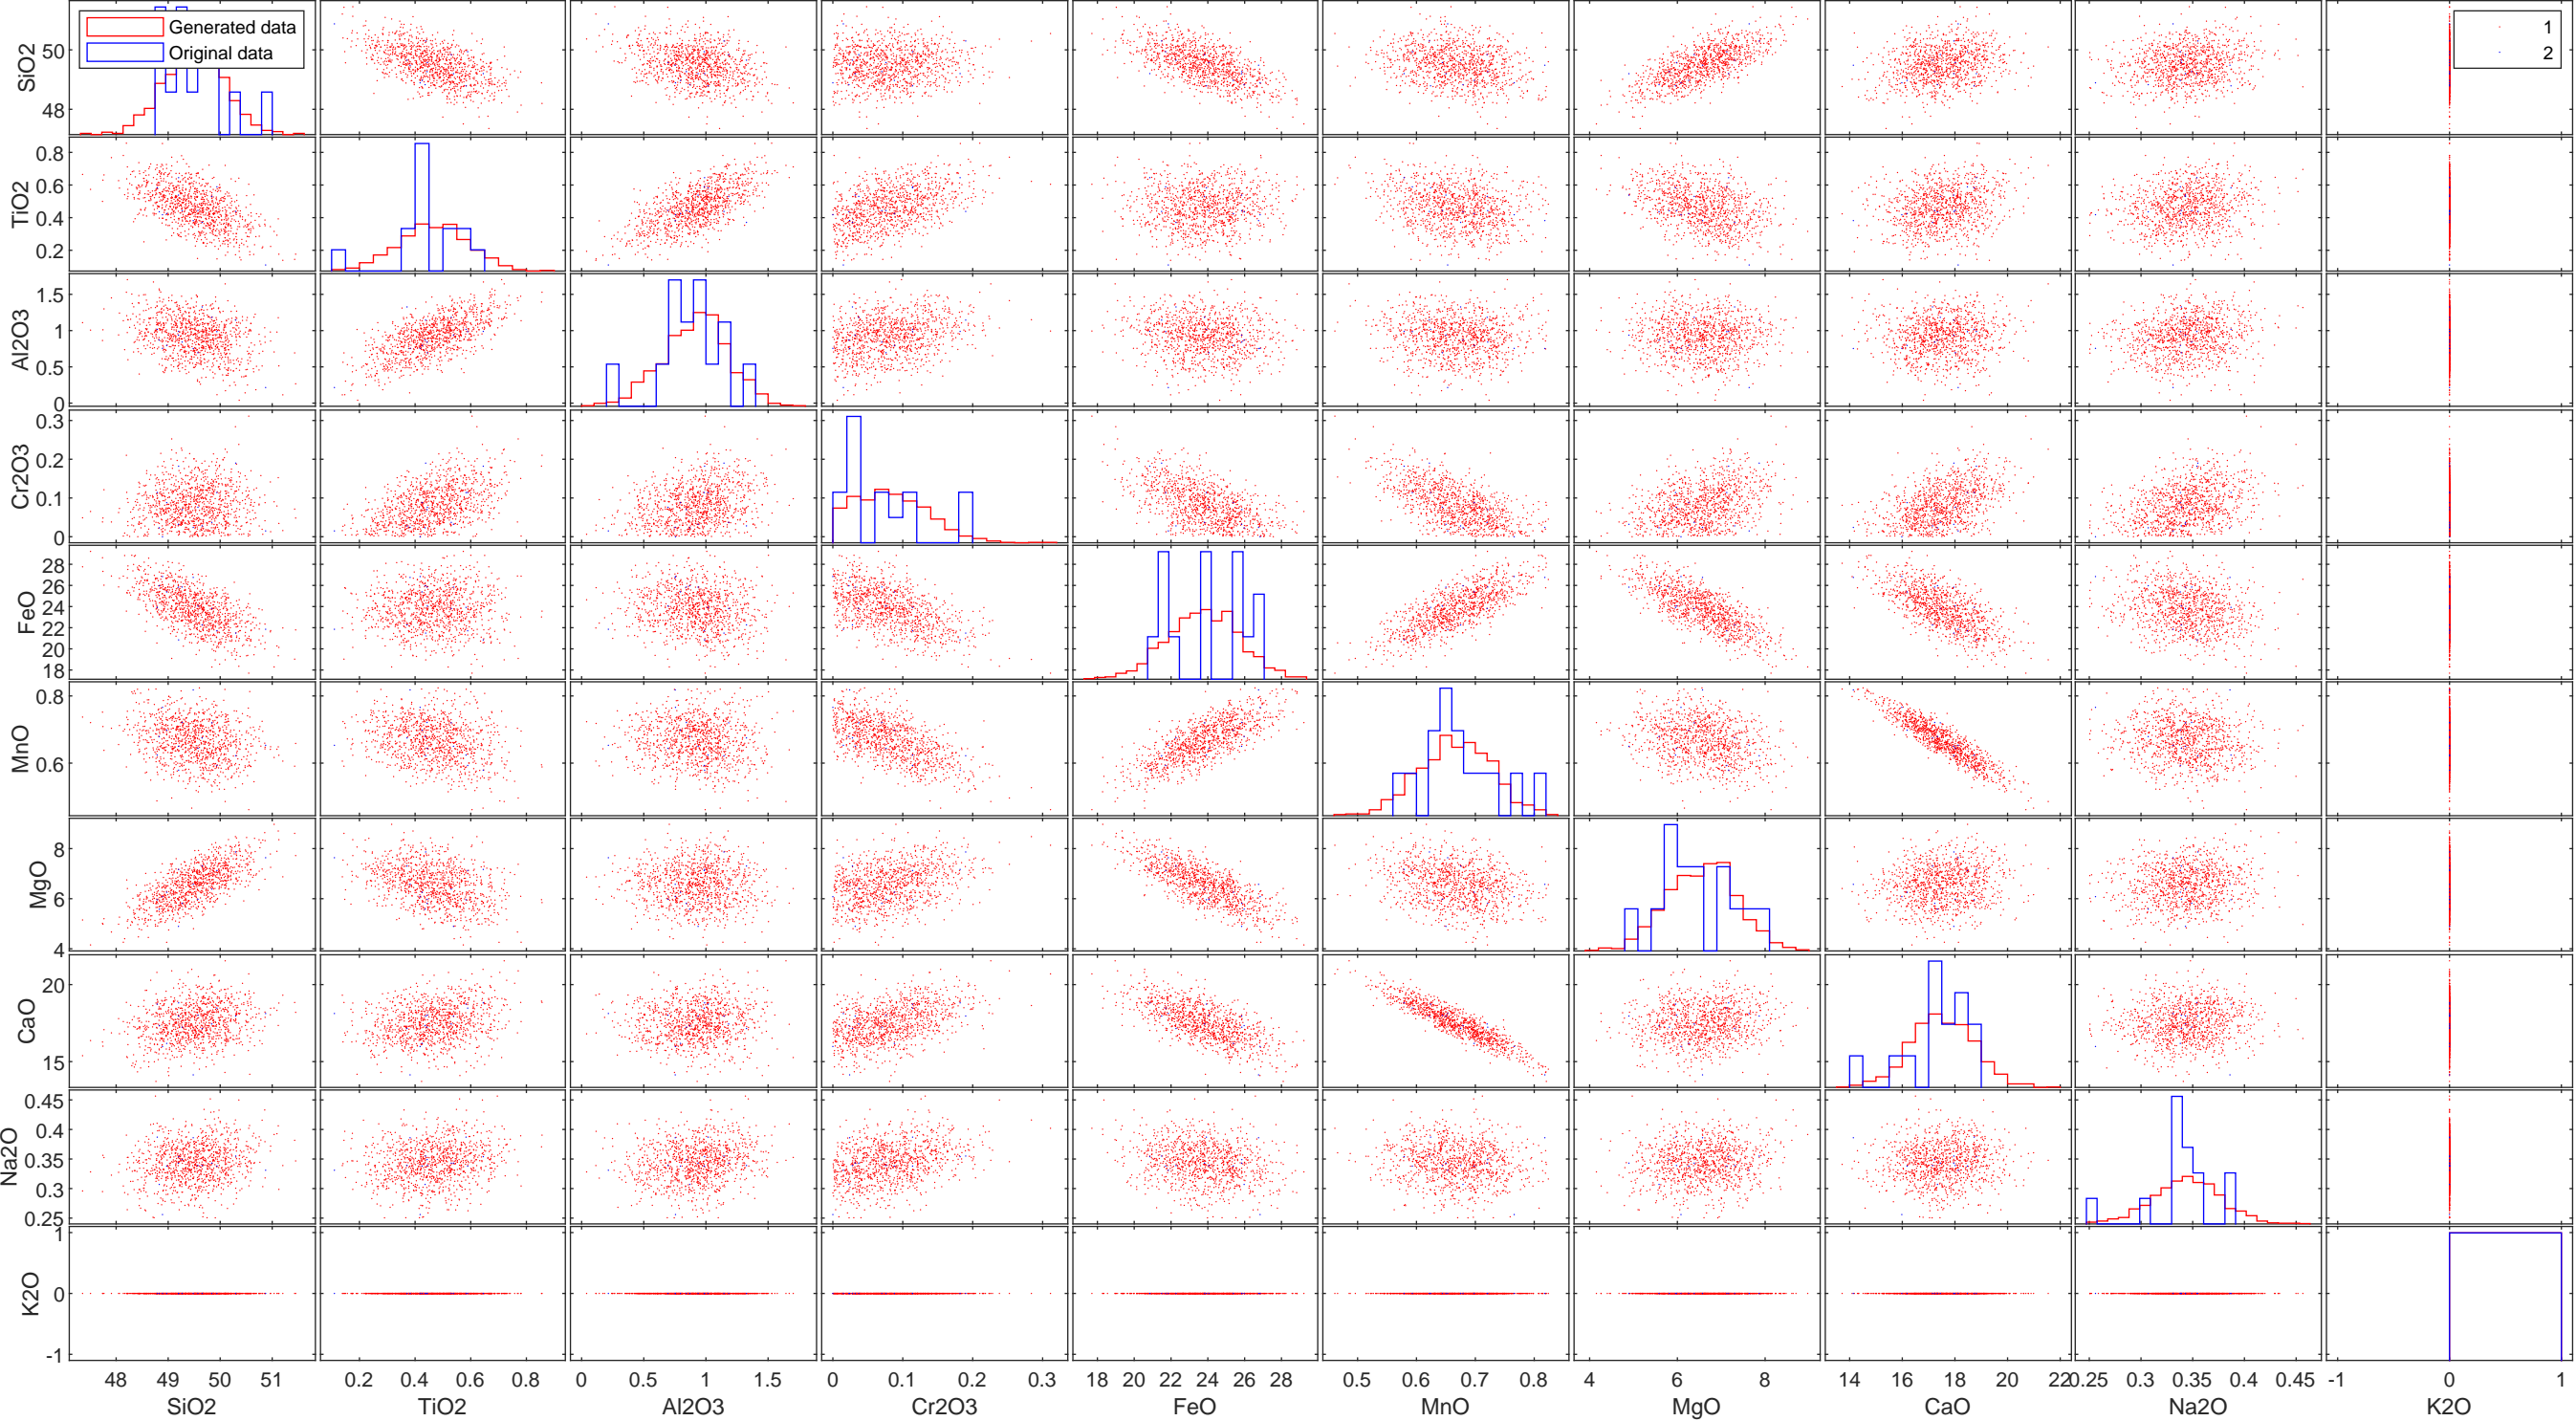 Generated data
Original data
1
2
SiO2
50
48
TiO2
0.8
0.6
0.4
0.2
Al2O3
1.5
1
0.5
0
Cr2O3
0.3
0.2
0.1
0
FeO
28
26
24
22
20
18
MnO
0.8
0.6
MgO
8
6
4
CaO
20
15
Na2O
0.45
0.4
0.35
0.3
0.25
K2O
1
0
-1
48 49 50 51
0.2 0.4 0.6 0.8
0 0.5 1 1.5
0 0.1 0.2 0.3
18 20 22 24 26 28
0.5 0.6 0.7 0.8
4 6 8
14 16 18 20 22
0.25 0.3 0.35 0.4 0.45
-1 0 1
SiO2 TiO2 Al2O3 Cr2O3 FeO MnO MgO CaO Na2O K2O